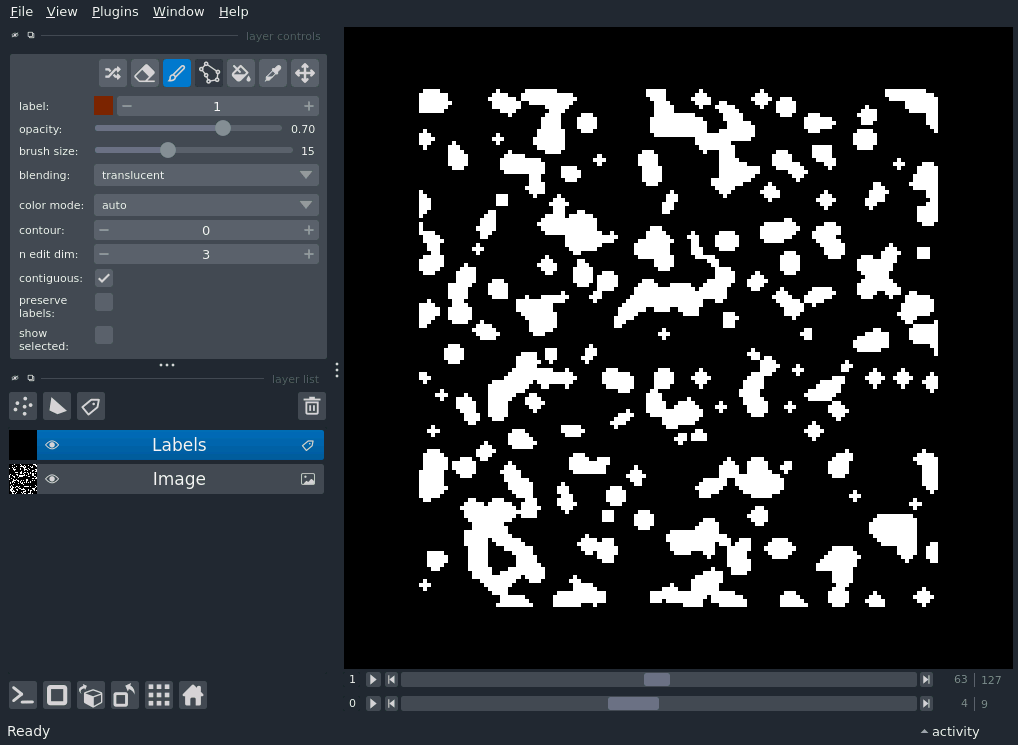 File View Plugins Window Help
layer controls
label: 1
opacity: 0.70
brush size: 15
blending: translucent
color mode: auto
contour: 0
n edit dim: 3
contiguous:
preserve
labels:
show
selected:
layer list
Labels
Image
1 63 127
0 4 9
Ready activity